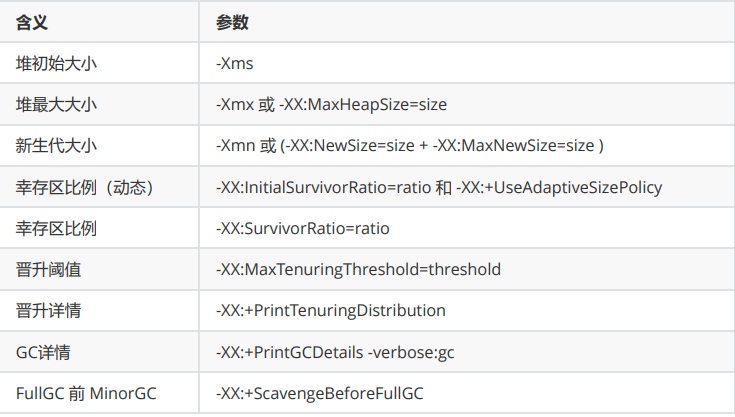 含义 参数
堆初始大小 -Xms
堆最大大小 -Xmx 或 -XX:MaxHeapSize=size
新生代大小 -Xmn 或 (-XX:NewSize=size + -XX:MaxNewSize=size )
幸存区比例（动态） -XX:InitialSurvivorRatio=ratio 和 -XX:+UseAdaptiveSizePolicy
幸存区比例 -XX:SurvivorRatio=ratio
晋升阈值 -XX:MaxTenuringThreshold=threshold
晋升详情 -XX:+PrintTenuringDistribution
GC详情 -XX:+PrintGCDetails -verbose:gc
FullGC 前 MinorGC -XX:+ScavengeBeforeFullGC